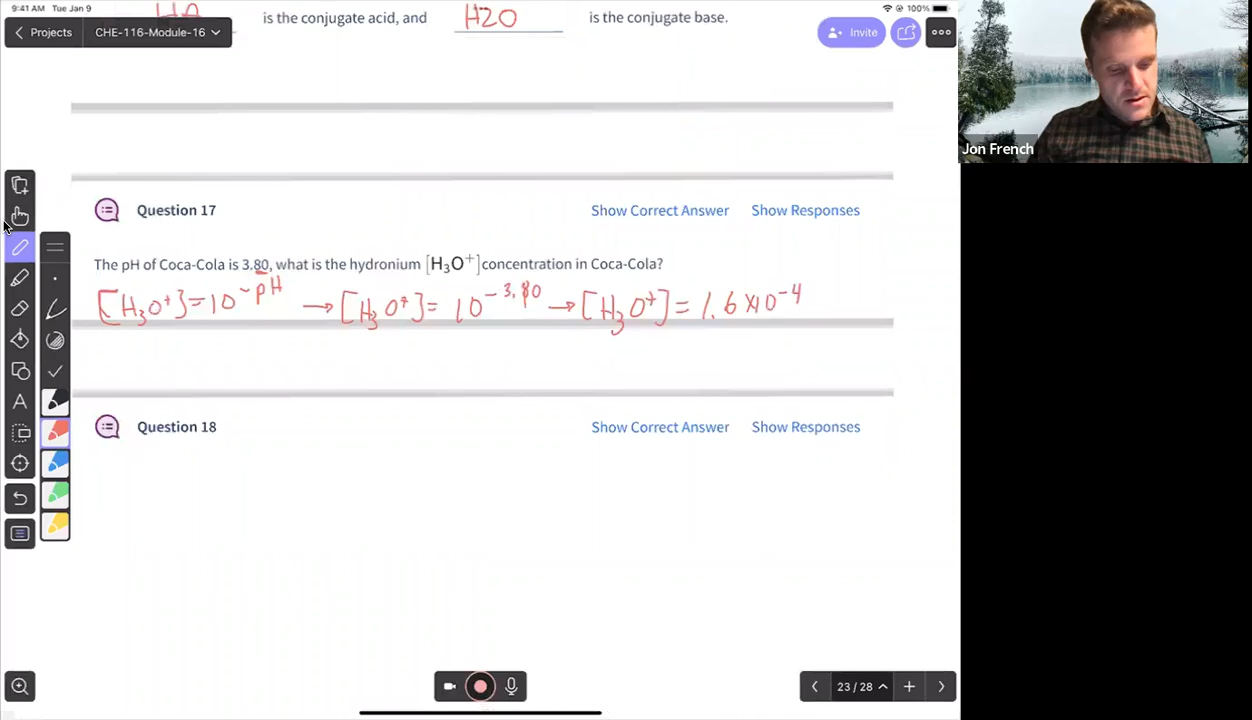 9:41 AM Tue Jan 9
100%
HA is the conjugate acid, and H2O is the conjugate base.
Projects
CHE-116-Module-16
Invite
Jon French
Question 17
Show Correct Answer Show Responses
The pH of Coca-Cola is 3.80, what is the hydronium [H₃O⁺] concentration in Coca-Cola?
[H₃O⁺]=10^-pH → [H₃O⁺]= 10^-3.80 → [H₃O⁺] = 1.6 x10^-4
Question 18
Show Correct Answer Show Responses
A
23 / 28